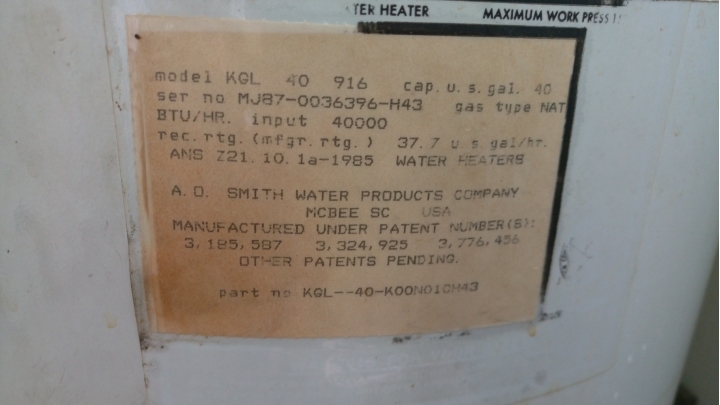 TER HEATER MAXIMUM WORK PRESS
model KGL 40 916 cap. u. s. gal. 40
ser no MJ87-0036396-H43 gas type NAT
BTU/HR. input 40000
rec. rtg. (mfgr. rtg. ) 37. 7 u. s. gal/hr.
ANS Z21. 10. 1a-1985 WATER HEATERS
A. O. SMITH WATER PRODUCTS COMPANY
MCBEE SC USA
MANUFACTURED UNDER PATENT NUMBER(S):
3, 185, 587 3, 324, 925 3, 776, 456
OTHER PATENTS PENDING.
part no KGL--40-K00N010H43